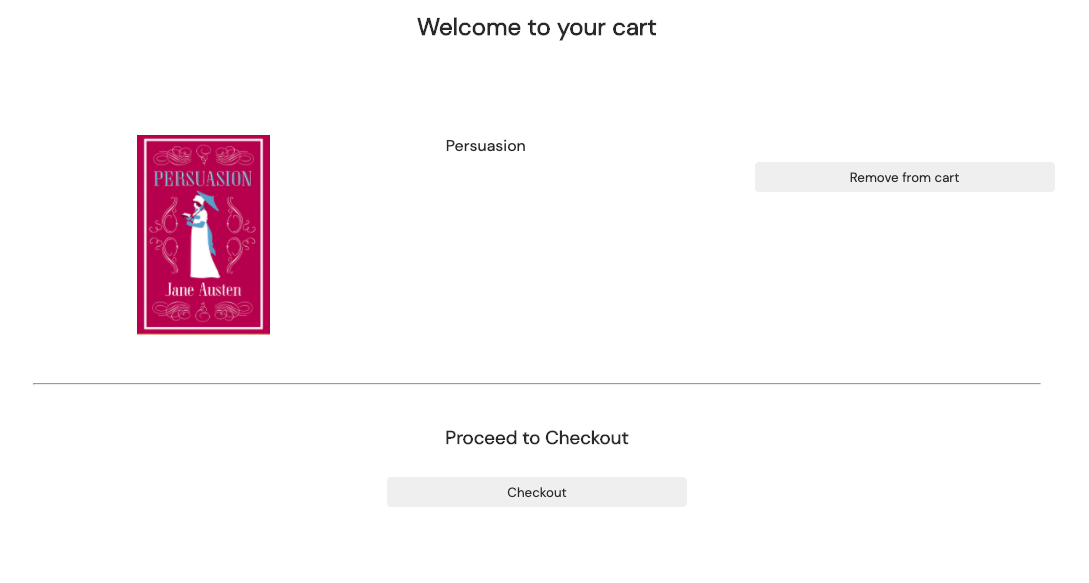 Welcome to your cart
PERSUASION
Jane Austen
Persuasion
Remove from cart
Proceed to Checkout
Checkout